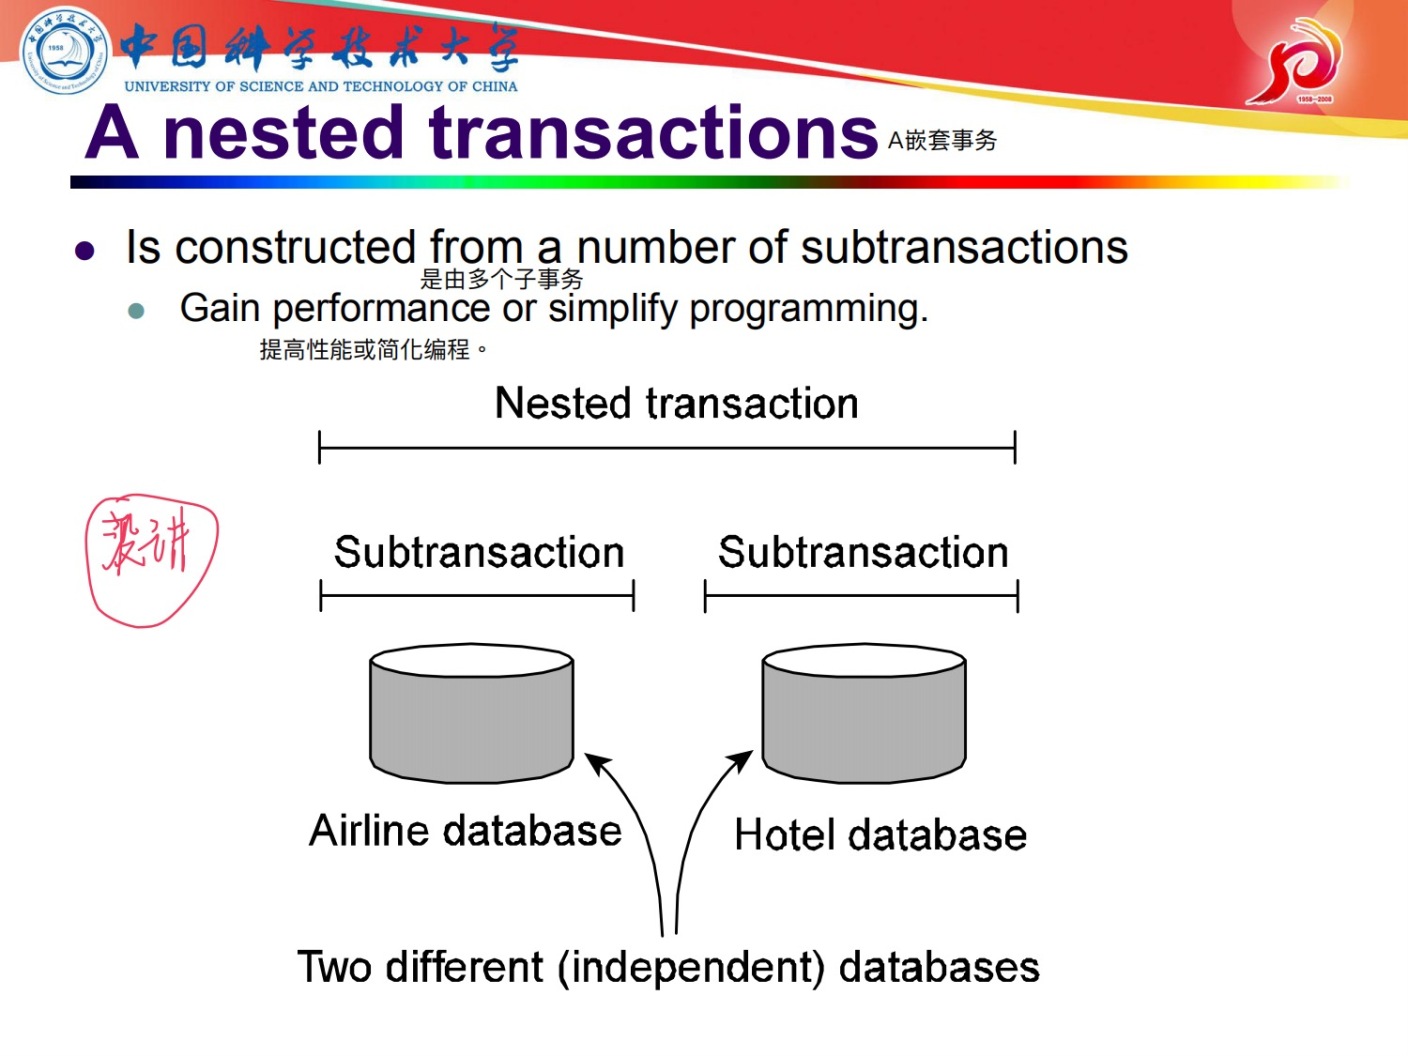 中国科学技术大学
UNIVERSITY OF SCIENCE AND TECHNOLOGY OF CHINA
1958
1958—2008
A nested transactions A嵌套事务
Is constructed from a number of subtransactions
是由多个子事务
Gain performance or simplify programming.
提高性能或简化编程。
Nested transaction
Subtransaction Subtransaction
讲
Airline database Hotel database
Two different (independent) databases